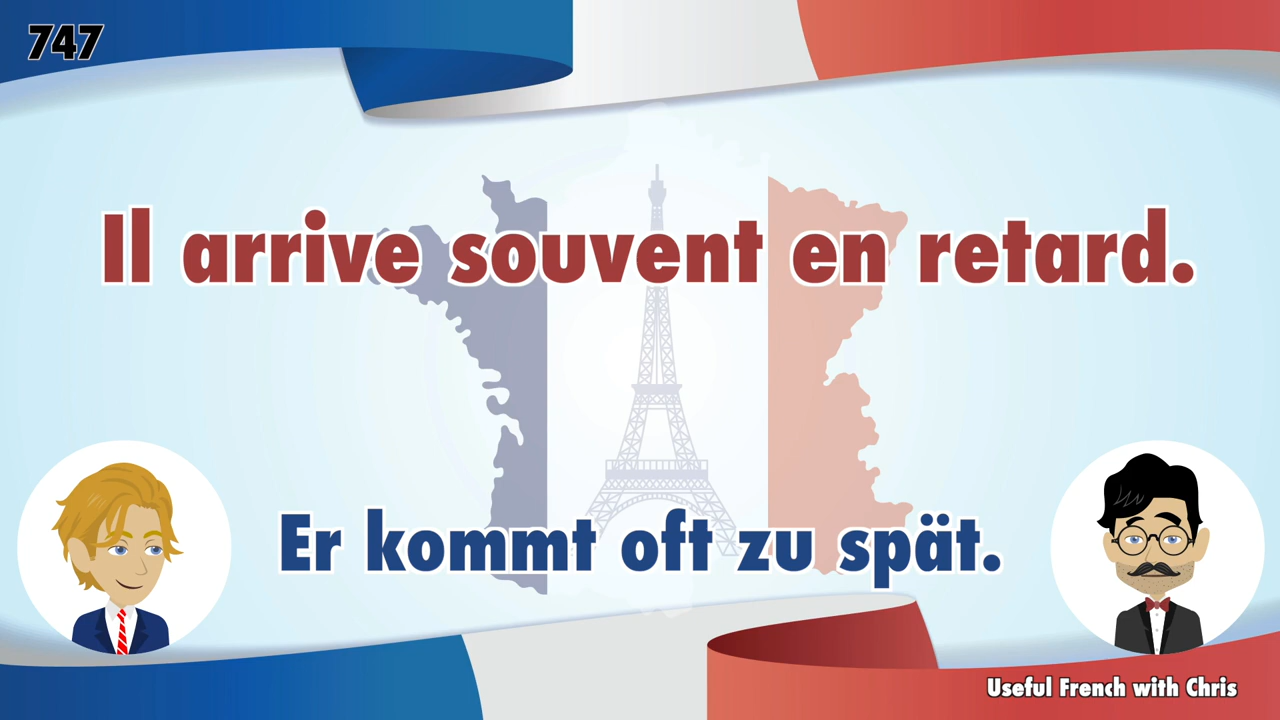 747
Il arrive souvent en retard.
Er kommt oft zu spät.
Useful French with Chris